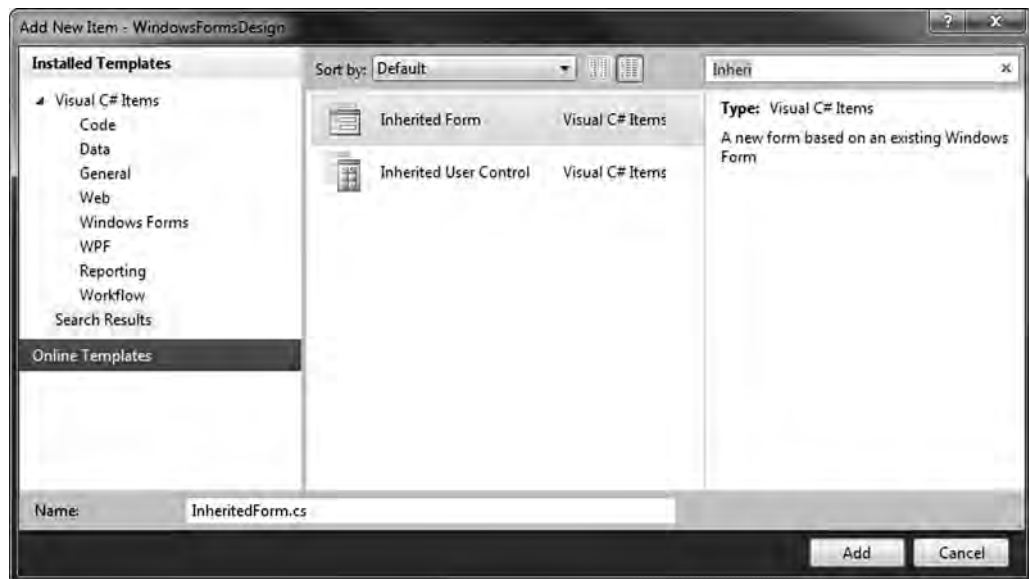 Add New Item - WindowsFormsDesign
Installed Templates
Visual C# Items
Code
Data
General
Web
Windows Forms
WPF
Reporting
Workflow
Search Results
Online Templates
Sort by: Default
Inherited Form Visual C# Items
Inherited User Control Visual C# Items
Inheri
Type: Visual C# Items
A new form based on an existing Windows
Form
Name: InheritedForm.cs
Add Cancel